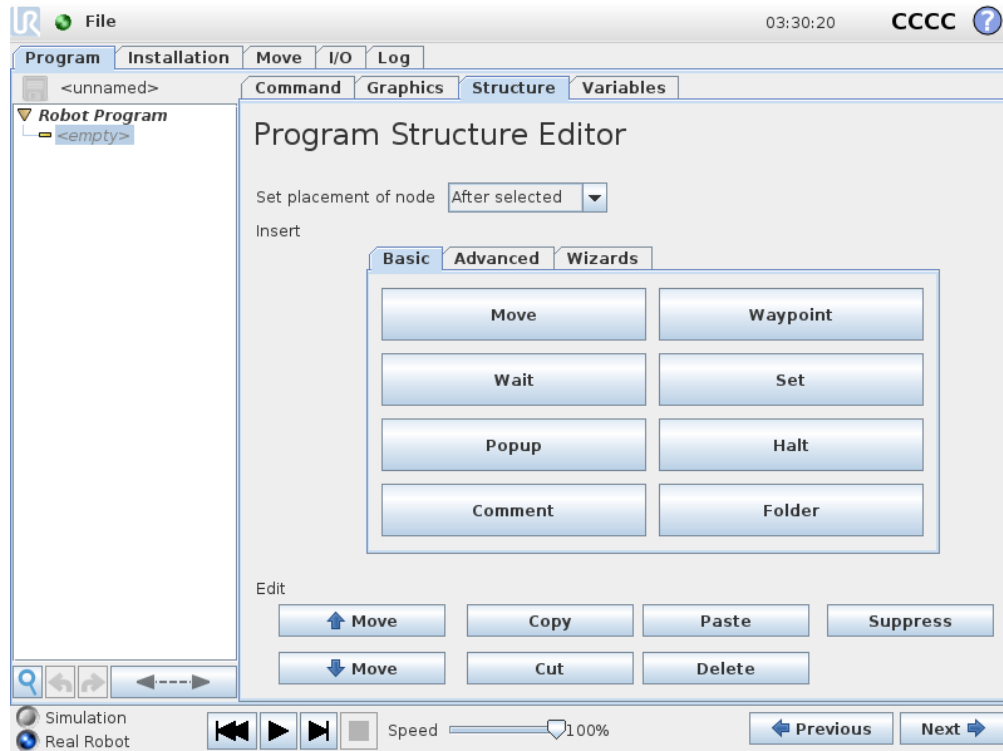 UR File 03:30:20 CCCC ?
Program Installation Move I/O Log
<unnamed> Command Graphics Structure Variables
Robot Program
<empty>
Program Structure Editor
Set placement of node After selected
Insert
Basic Advanced Wizards
Move Waypoint
Wait Set
Popup Halt
Comment Folder
Edit
Move Copy Paste Suppress
Move Cut Delete
Simulation
Real Robot
Speed 100% Previous Next